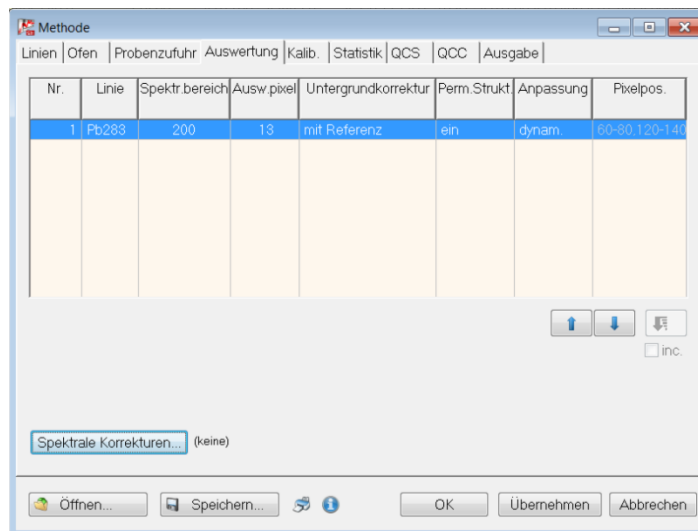 Methode
Linien Ofen Probenzufuhr Auswertung Kalib. Statistik QCS QCC Ausgabe
Nr. Linie Spektr.bereich Ausw.pixel Untergrundkorrektur Perm.Strukt. Anpassung Pixelpos.
1 Pb283 200 13 mit Referenz ein dynam. 60-80,120-140
inc.
Spektrale Korrekturen... (keine)
Öffnen... Speichern... OK Übernehmen Abbrechen